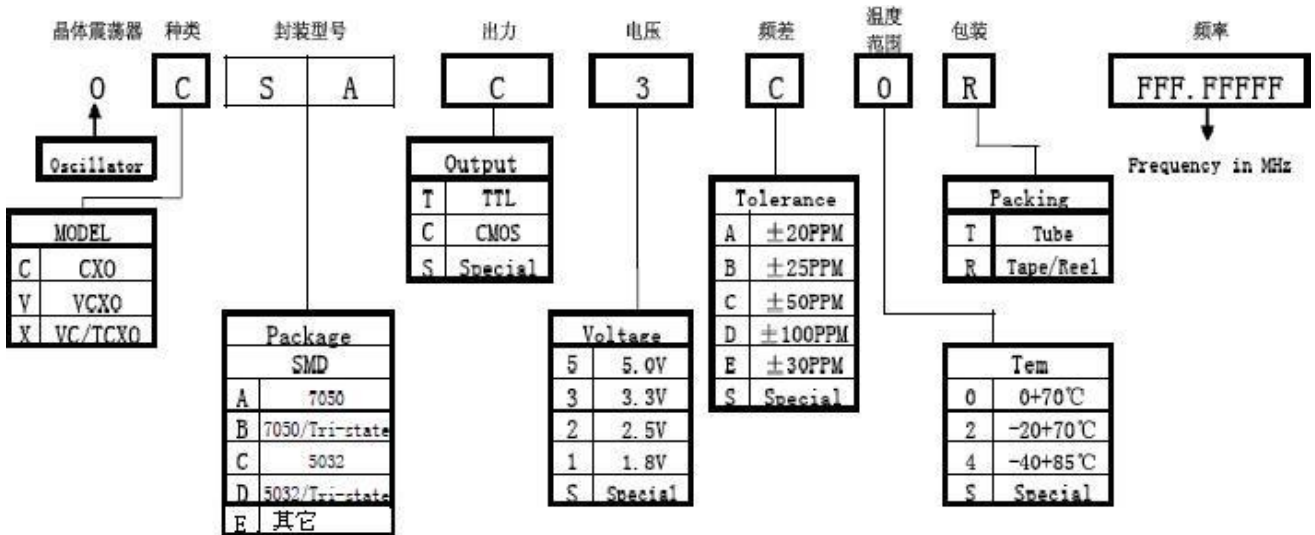 晶体震荡器 种类 封装型号 出力 电压 频差 温度范围 包装 频率
O C S A C 3 C 0 R FFF.FFFFF
Oscillator
Frequency in MHz
MODEL
C CXO
V VCXO
X VC/TCXO
Package
SMD
A 7050
B 7050/Tri-state
C 5032
D 5032/Tri-state
E 其它
Output
T TTL
C CMOS
S Special
Voltage
5 5.0V
3 3.3V
2 2.5V
1 1.8V
S Special
Tolerance
A ±20PPM
B ±25PPM
C ±50PPM
D ±100PPM
E ±30PPM
S Special
Packing
T Tube
R Tape/Reel
Tem
0 0+70℃
2 -20+70℃
4 -40+85℃
S Special